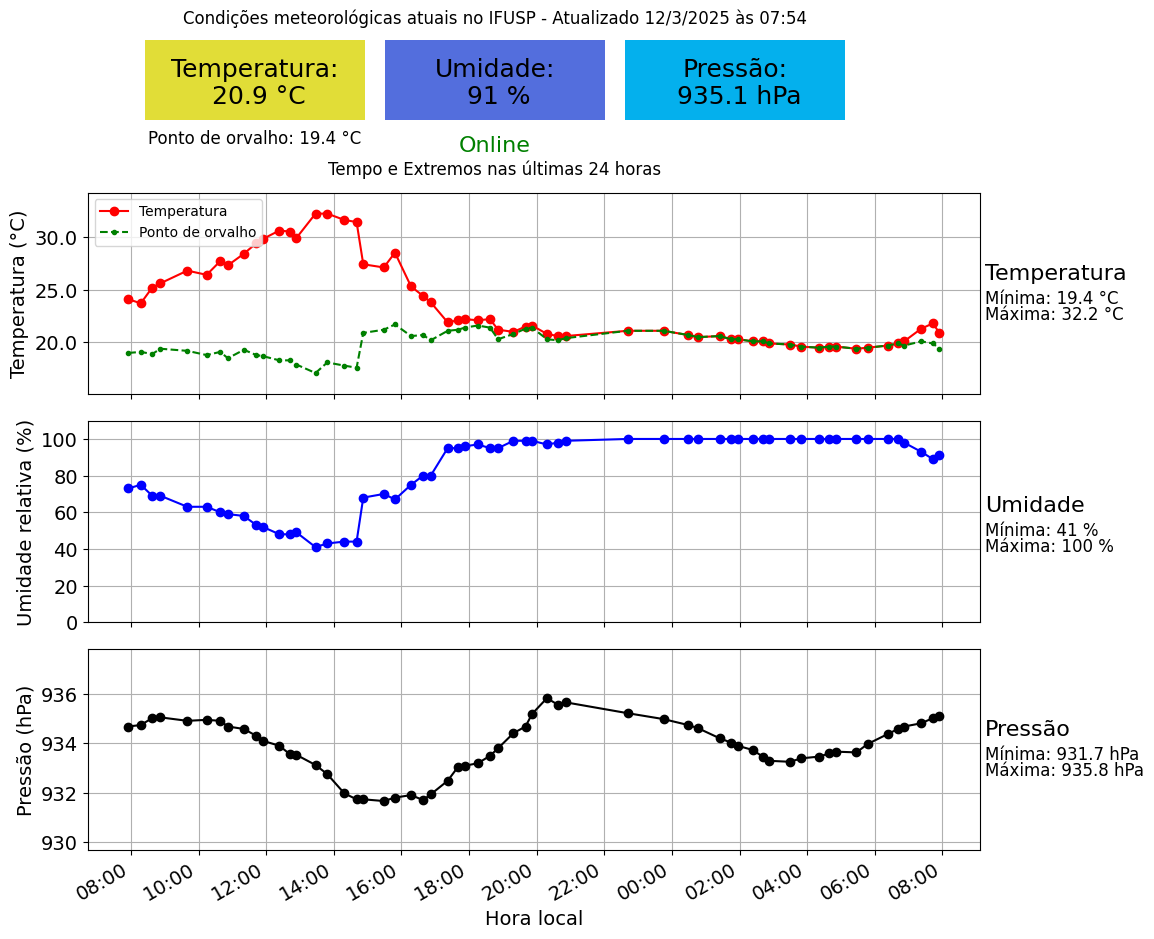 Condições meteorológicas atuais no IFUSP - Atualizado 12/3/2025 às 07:54
Temperatura:
20.9 °C
Umidade:
91 %
Pressão:
935.1 hPa
Ponto de orvalho: 19.4 °C
Online
Tempo e Extremos nas últimas 24 horas
Temperatura (°C)
30.0
25.0
20.0
Temperatura
Ponto de orvalho
Temperatura
Mínima: 19.4 °C
Máxima: 32.2 °C
Umidade relativa (%)
100
80
60
40
20
0
Umidade
Mínima: 41 %
Máxima: 100 %
Pressão (hPa)
936
934
932
930
Pressão
Mínima: 931.7 hPa
Máxima: 935.8 hPa
08:00 10:00 12:00 14:00 16:00 18:00 20:00 22:00 00:00 02:00 04:00 06:00 08:00
Hora local